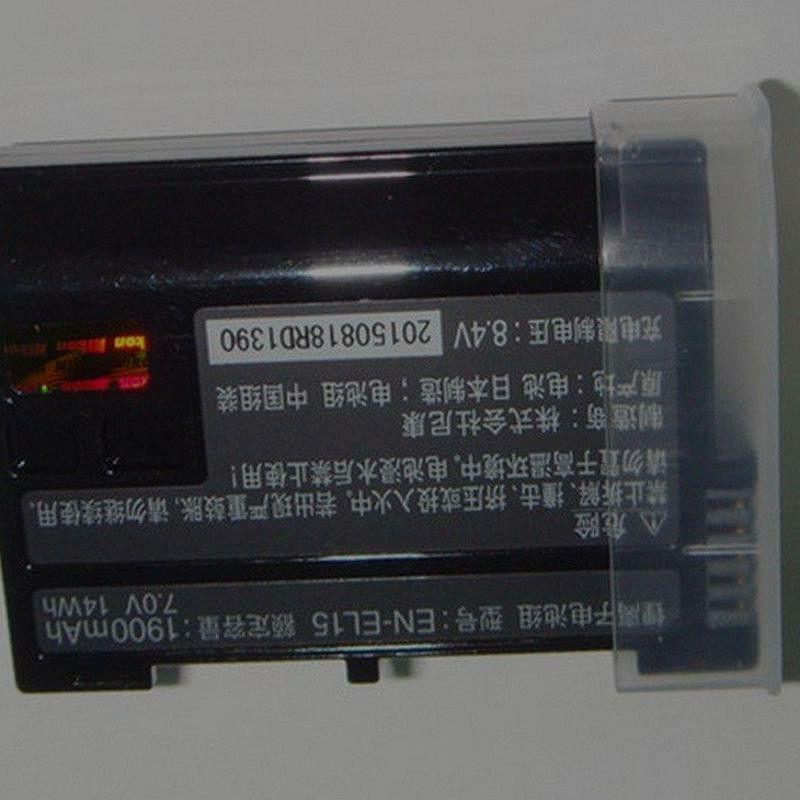 锂离子电池组 型号：EN-EL15 额定容量：1900mAh
7.0V 14Wh
⚠危险
禁止拆解、撞击、挤压或投入火中，若出现严重鼓胀，请勿继续使用，
请勿置于高温环境中，电池浸水后禁止使用！
制造商：株式会社尼康
原产地：电池 日本制造；电池组 中国组装
充电限制电压：8.4V 20150818RD1390
Nikon Nikon